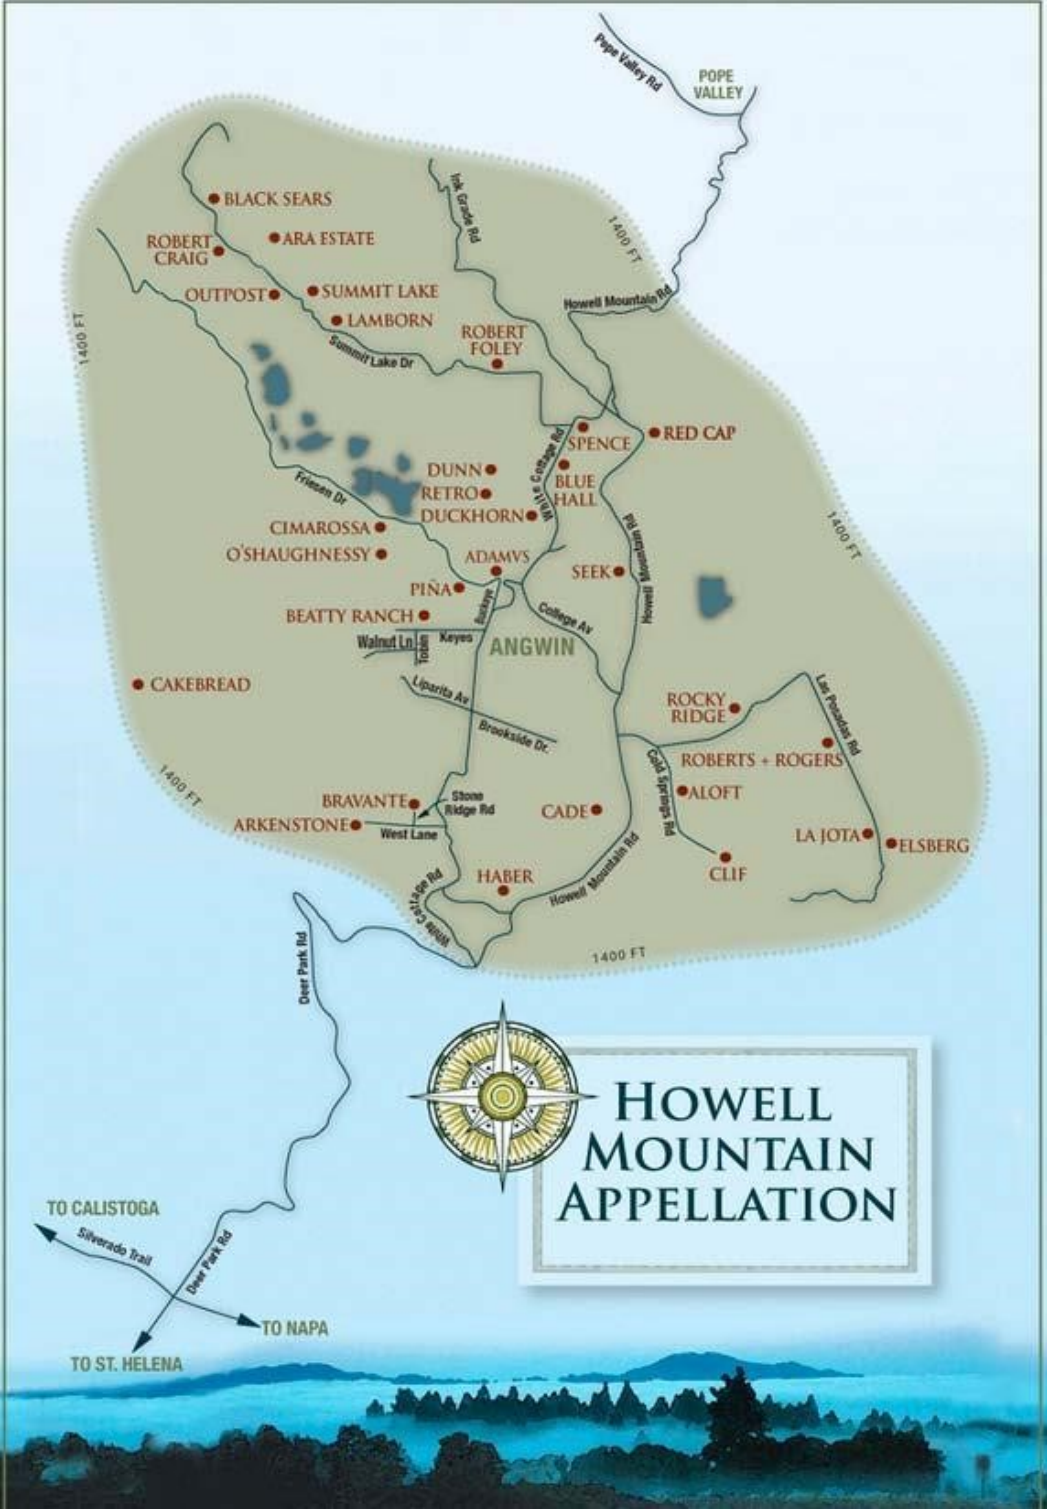 Pope Valley Rd
POPE
VALLEY
Ink Grade Rd
BLACK SEARS
1400 FT
ROBERT
CRAIG
ARA ESTATE
OUTPOST
SUMMIT LAKE
Howell Mountain Rd
LAMBORN
1400 FT
Summit Lake Dr
ROBERT
FOLEY
White Cottage Rd
SPENCE
RED CAP
DUNN
BLUE
HALL
RETRO
Friesen Dr
DUCKHORN
CIMAROSSA
1400 FT
O'SHAUGHNESSY
ADAMVS
SEEK
Howell Mountain Rd
PIÑA
Buckeye
College Av
BEATTY RANCH
Walnut Ln
Tobin
Keyes
ANGWIN
CAKEBREAD
Liparita Av
Brookside Dr.
ROCKY
RIDGE
Las Posadas Rd
ROBERTS + ROGERS
1400 FT
Cold Springs Rd
ALOFT
BRAVANTE
Stone
Ridge Rd
CADE
ARKENSTONE
West Lane
LA JOTA
ELSBERG
CLIF
HABER
Howell Mountain Rd
White Cottage Rd
1400 FT
Deer Park Rd
HOWELL
MOUNTAIN
APPELLATION
TO CALISTOGA
Silverado Trail
Deer Park Rd
TO NAPA
TO ST. HELENA